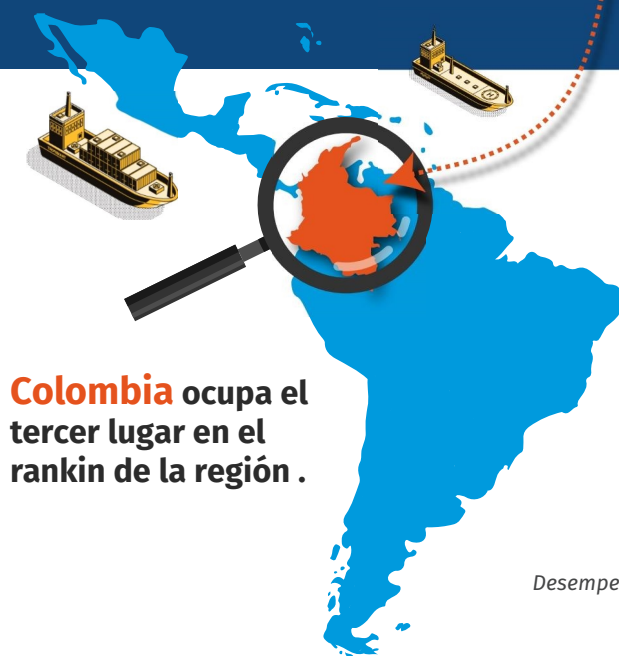 Colombia ocupa el
tercer lugar en el
rankin de la región .
Desempe